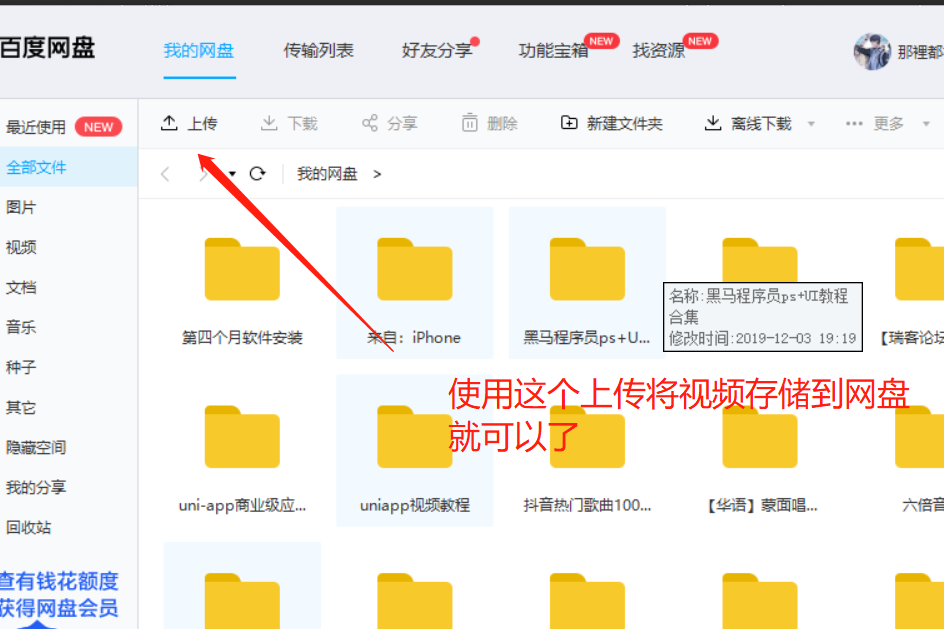 百度网盘
我的网盘
传输列表
好友分享
功能宝箱
NEW
找资源
NEW
那裡都
最近使用
NEW
全部文件
图片
视频
文档
音乐
种子
其它
隐藏空间
我的分享
回收站
查有钱花额度
获得网盘会员
上传
下载
分享
删除
新建文件夹
离线下载
更多
我的网盘 >
第四个月软件安装
来自：iPhone
黑马程序员ps+U...
【瑞客论坛
名称:黑马程序员ps+UI教程
合集
修改时间:2019-12-03 19:19
使用这个上传将视频存储到网盘
就可以了
uni-app商业级应...
uniapp视频教程
抖音热门歌曲100...
【华语】蒙面唱...
六倍音